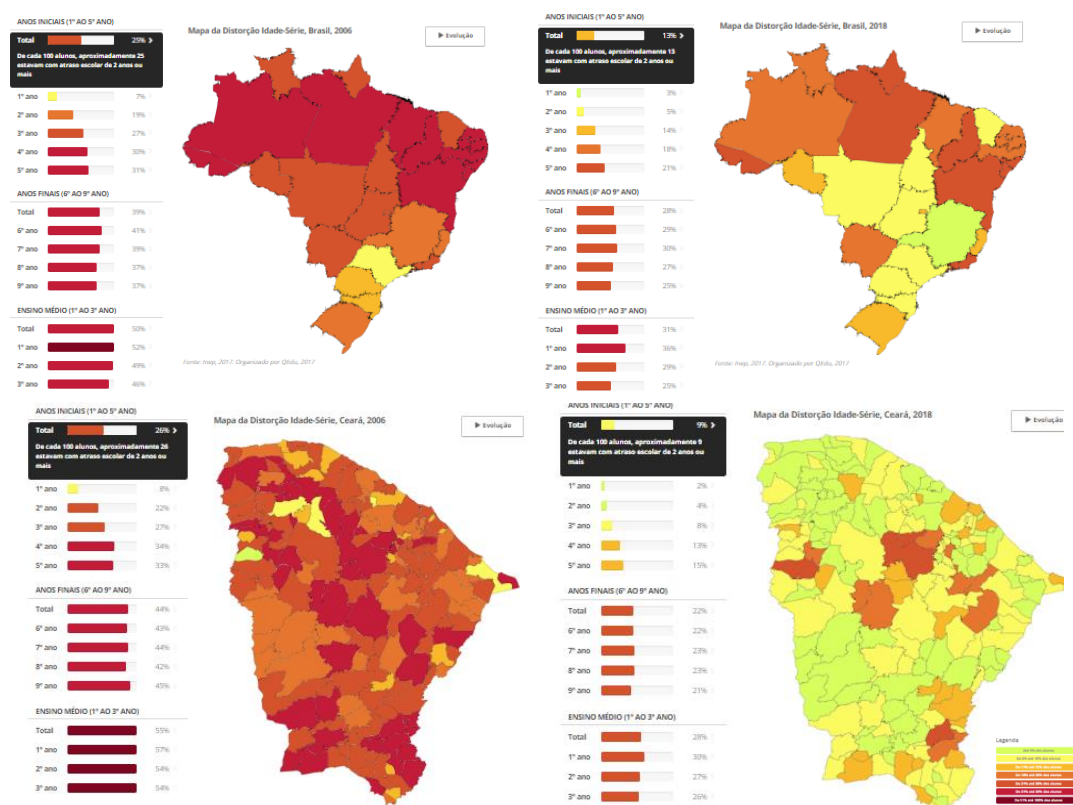 ANOS INICIAIS (1º AO 5º ANO)
Total 25%
De cada 100 alunos, aproximadamente 25
estavam com atraso escolar de 2 anos ou
mais
1º ano 7%
2º ano 19%
3º ano 27%
4º ano 30%
5º ano 31%
ANOS FINAIS (6º AO 9º ANO)
Total 39%
6º ano 41%
7º ano 39%
8º ano 37%
9º ano 37%
ENSINO MÉDIO (1º AO 3º ANO)
Total 50%
1º ano 52%
2º ano 49%
3º ano 46%
Mapa da Distorção Idade-Série, Brasil, 2006
Evolução
Fonte: Inep, 2017. Organizado por QEdu, 2017
ANOS INICIAIS (1º AO 5º ANO)
Total 13%
De cada 100 alunos, aproximadamente 13
estavam com atraso escolar de 2 anos ou
mais
1º ano 3%
2º ano 5%
3º ano 14%
4º ano 18%
5º ano 21%
ANOS FINAIS (6º AO 9º ANO)
Total 28%
6º ano 29%
7º ano 30%
8º ano 27%
9º ano 25%
ENSINO MÉDIO (1º AO 3º ANO)
Total 31%
1º ano 36%
2º ano 29%
3º ano 25%
Mapa da Distorção Idade-Série, Brasil, 2018
Evolução
Fonte: Inep, 2017. Organizado por QEdu, 2017
ANOS INICIAIS (1º AO 5º ANO)
Total 26%
De cada 100 alunos, aproximadamente 26
estavam com atraso escolar de 2 anos ou
mais
1º ano 8%
2º ano 22%
3º ano 27%
4º ano 34%
5º ano 33%
ANOS FINAIS (6º AO 9º ANO)
Total 44%
6º ano 43%
7º ano 44%
8º ano 42%
9º ano 45%
ENSINO MÉDIO (1º AO 3º ANO)
Total 55%
1º ano 57%
2º ano 54%
3º ano 54%
Mapa da Distorção Idade-Série, Ceará, 2006
Evolução
ANOS INICIAIS (1º AO 5º ANO)
Total 9%
De cada 100 alunos, aproximadamente 9
estavam com atraso escolar de 2 anos ou
mais
1º ano 2%
2º ano 4%
3º ano 8%
4º ano 13%
5º ano 15%
ANOS FINAIS (6º AO 9º ANO)
Total 22%
6º ano 22%
7º ano 23%
8º ano 23%
9º ano 21%
ENSINO MÉDIO (1º AO 3º ANO)
Total 28%
1º ano 30%
2º ano 27%
3º ano 26%
Mapa da Distorção Idade-Série, Ceará, 2018
Evolução
Legenda